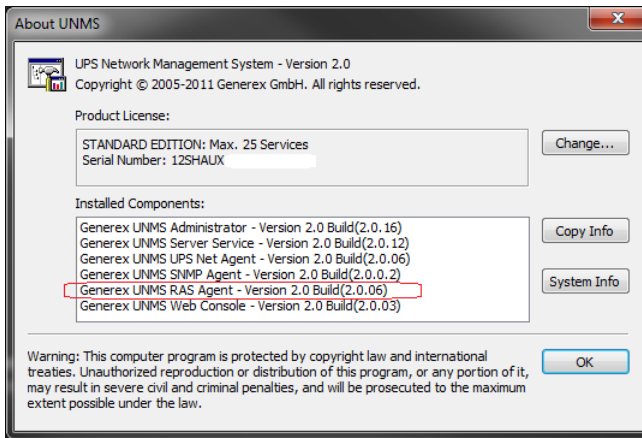 About UNMS
UPS Network Management System - Version 2.0
Copyright © 2005-2011 Generex GmbH. All rights reserved.
Product License:
STANDARD EDITION: Max. 25 Services
Serial Number: 12SHAUX
Change...
Installed Components:
Generex UNMS Administrator - Version 2.0 Build(2.0.16)
Generex UNMS Server Service - Version 2.0 Build(2.0.12)
Generex UNMS UPS Net Agent - Version 2.0 Build(2.0.06)
Generex UNMS SNMP Agent - Version 2.0 Build(2.0.0.2)
Generex UNMS RAS Agent - Version 2.0 Build(2.0.06)
Generex UNMS Web Console - Version 2.0 Build(2.0.03)
Copy Info
System Info
Warning: This computer program is protected by copyright law and international
treaties. Unauthorized reproduction or distribution of this program, or any portion of it,
may result in severe civil and criminal penalties, and will be prosecuted to the maximum
extent possible under the law.
OK